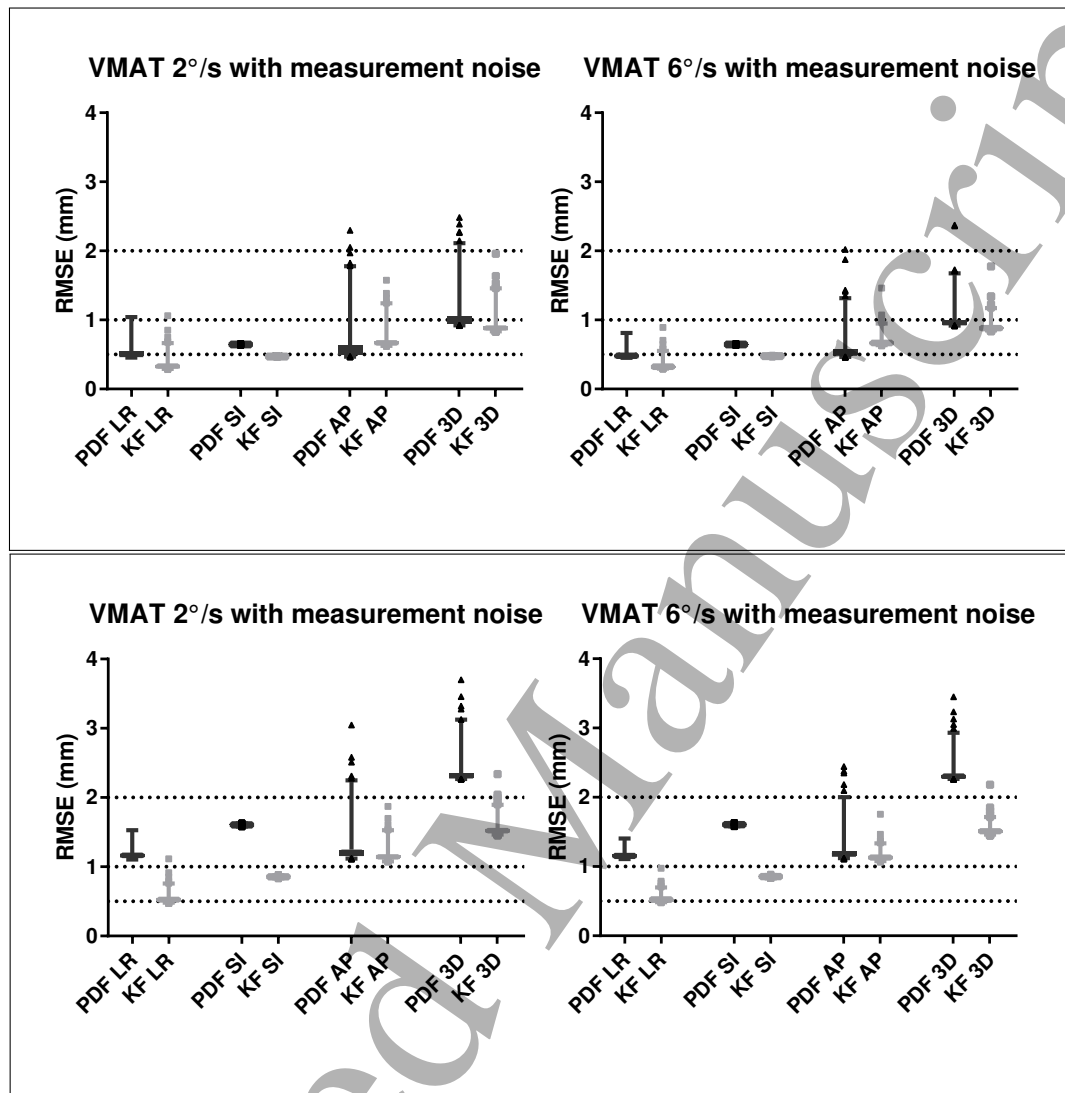 VMAT 2°/s with measurement noise
VMAT 6°/s with measurement noise
RMSE (mm)
4
3
2
1
0
PDF LR
KF LR
PDF SI
KF SI
PDF AP
KF AP
PDF 3D
KF 3D
RMSE (mm)
4
3
2
1
0
PDF LR
KF LR
PDF SI
KF SI
PDF AP
KF AP
PDF 3D
KF 3D
VMAT 2°/s with measurement noise
VMAT 6°/s with measurement noise
RMSE (mm)
4
3
2
1
0
PDF LR
KF LR
PDF SI
KF SI
PDF AP
KF AP
PDF 3D
KF 3D
RMSE (mm)
4
3
2
1
0
PDF LR
KF LR
PDF SI
KF SI
PDF AP
KF AP
PDF 3D
KF 3D